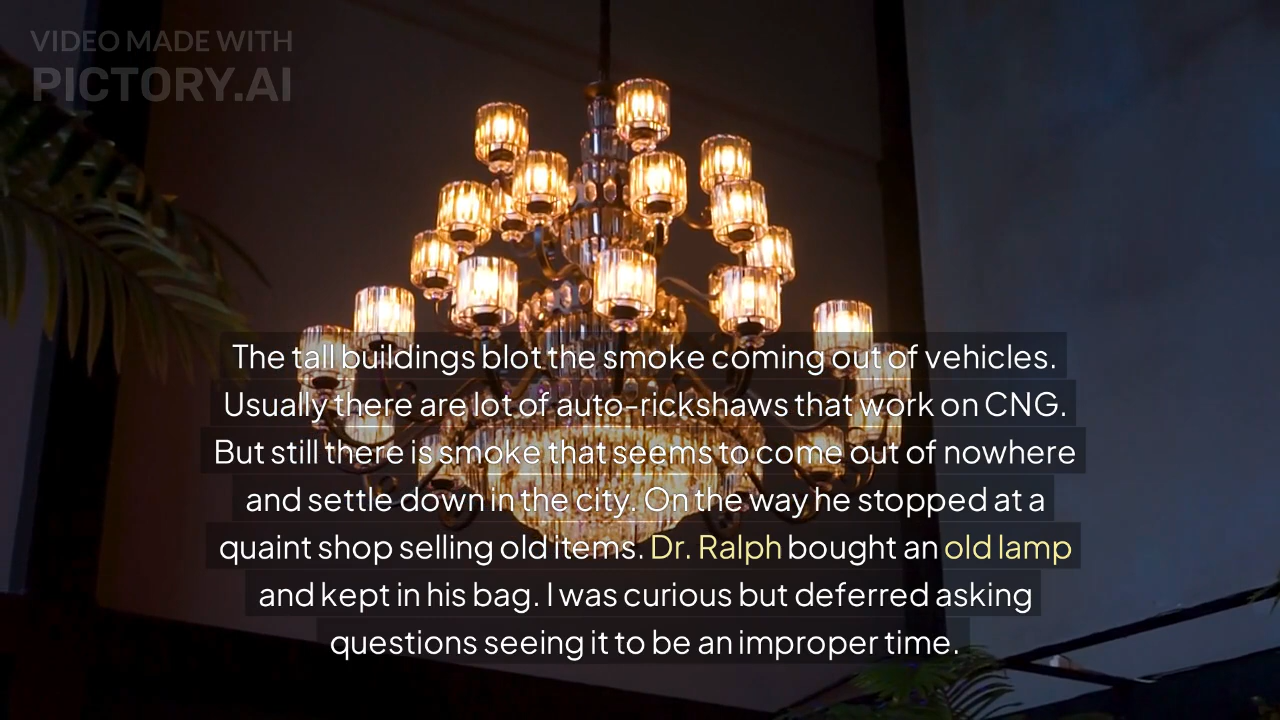 VIDEO MADE WITH
PICTORY.AI
The tall buildings blot the smoke coming out of vehicles.
Usually there are lot of auto-rickshaws that work on CNG.
But still there is smoke that seems to come out of nowhere
and settle down in the city. On the way he stopped at a
quaint shop selling old items. Dr. Ralph bought an old lamp
and kept in his bag. I was curious but deferred asking
questions seeing it to be an improper time.